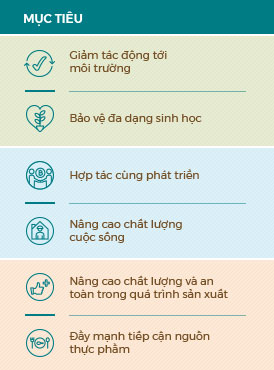 MỤC TIÊU
Giảm tác động tới
môi trường
Bảo vệ đa dạng sinh học
Hợp tác cùng phát triển
Nâng cao chất lượng
cuộc sống
Nâng cao chất lượng và an
toàn trong quá trình sản xuất
Đẩy mạnh tiếp cận nguồn
thực phẩm